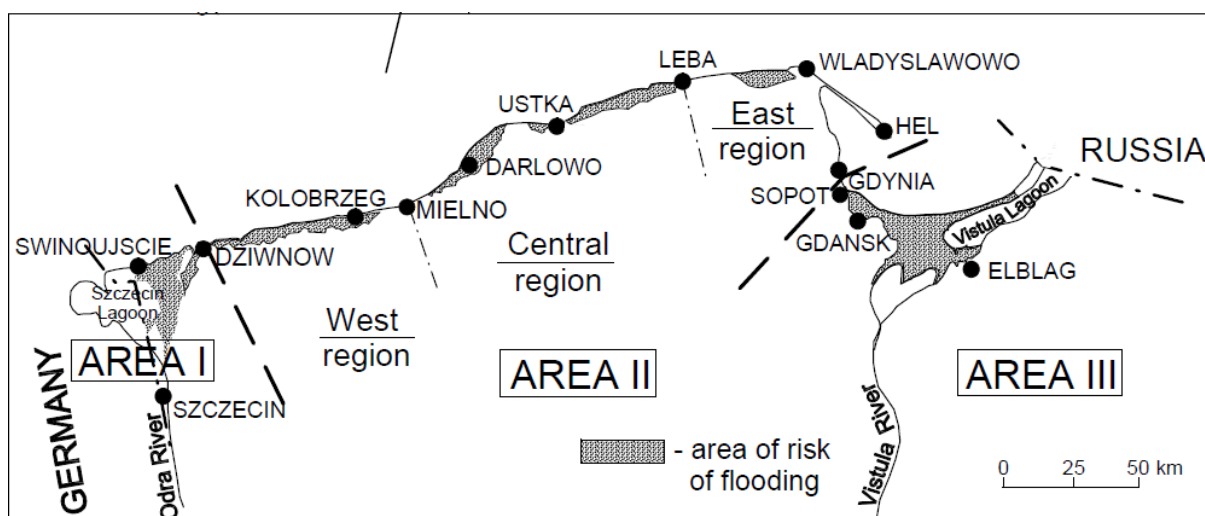 LEBA
WLADYSLAWOWO
USTKA
East
region
HEL
RUSSIA
DARLOWO
GDYNIA
KOLOBRZEG
SOPOT
MIELNO
Vistula Lagoon
SWINOUJSCIE
DZIWNOW
Central
region
GDANSK
ELBLAG
Szczecin
Lagoon
West
region
GERMANY
AREA I
AREA II
AREA III
SZCZECIN
odra River
Vistula River
- area of risk
of flooding
0 25 50 km